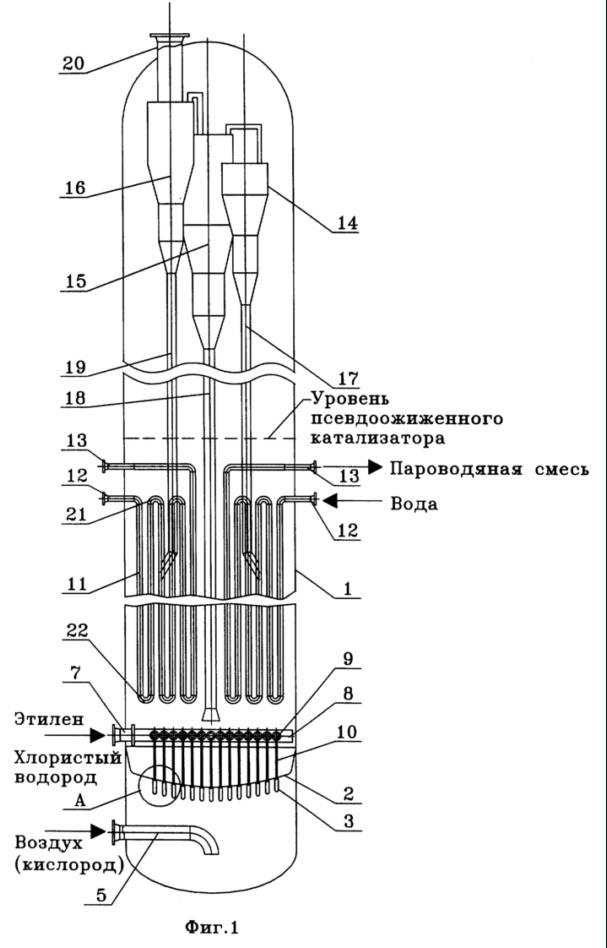 20
16
14
15
19
17
18
Уровень
псевдоожиженного
катализатора
13
13
Пароводяная смесь
12
21
Вода
12
11
1
22
7
9
8
Этилен
10
Хлористый
водород
А
2
3
Воздух
(кислород)
5
Фиг.1